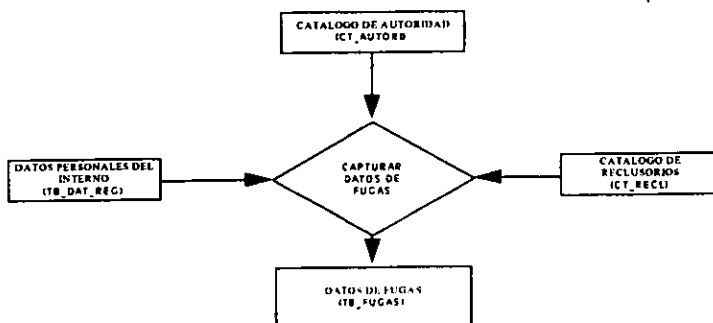 CATALOGO DE AUTORIDAD
(CT_AUTORI)
DATOS PERSONALES DEL
INTERNO
(TB_DAT_REG)
CAPTURAR
DATOS DE
FUGAS
CATALOGO DE
RECLUSORIOS
(CT_RECL)
DATOS DE FUGAS
(TB_FUGAS)